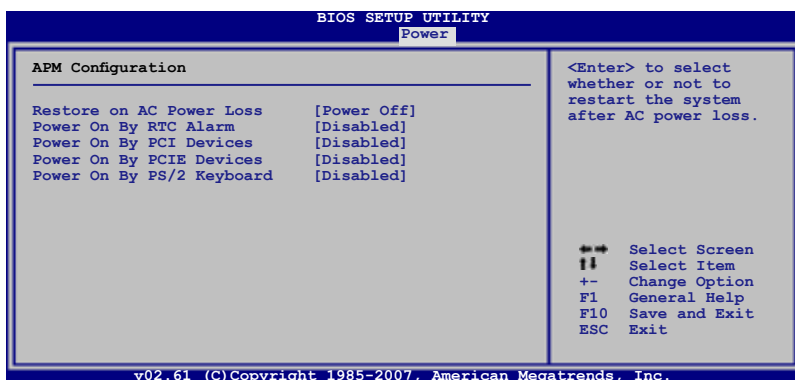 BIOS SETUP UTILITY
Power
APM Configuration
Restore on AC Power Loss [Power Off]
Power On By RTC Alarm [Disabled]
Power On By PCI Devices [Disabled]
Power On By PCIE Devices [Disabled]
Power On By PS/2 Keyboard [Disabled]
<Enter> to select
whether or not to
restart the system
after AC power loss.
←→ Select Screen
↑↓ Select Item
+- Change Option
F1 General Help
F10 Save and Exit
ESC Exit
v02.61 (C)Copyright 1985-2007, American Megatrends, Inc.